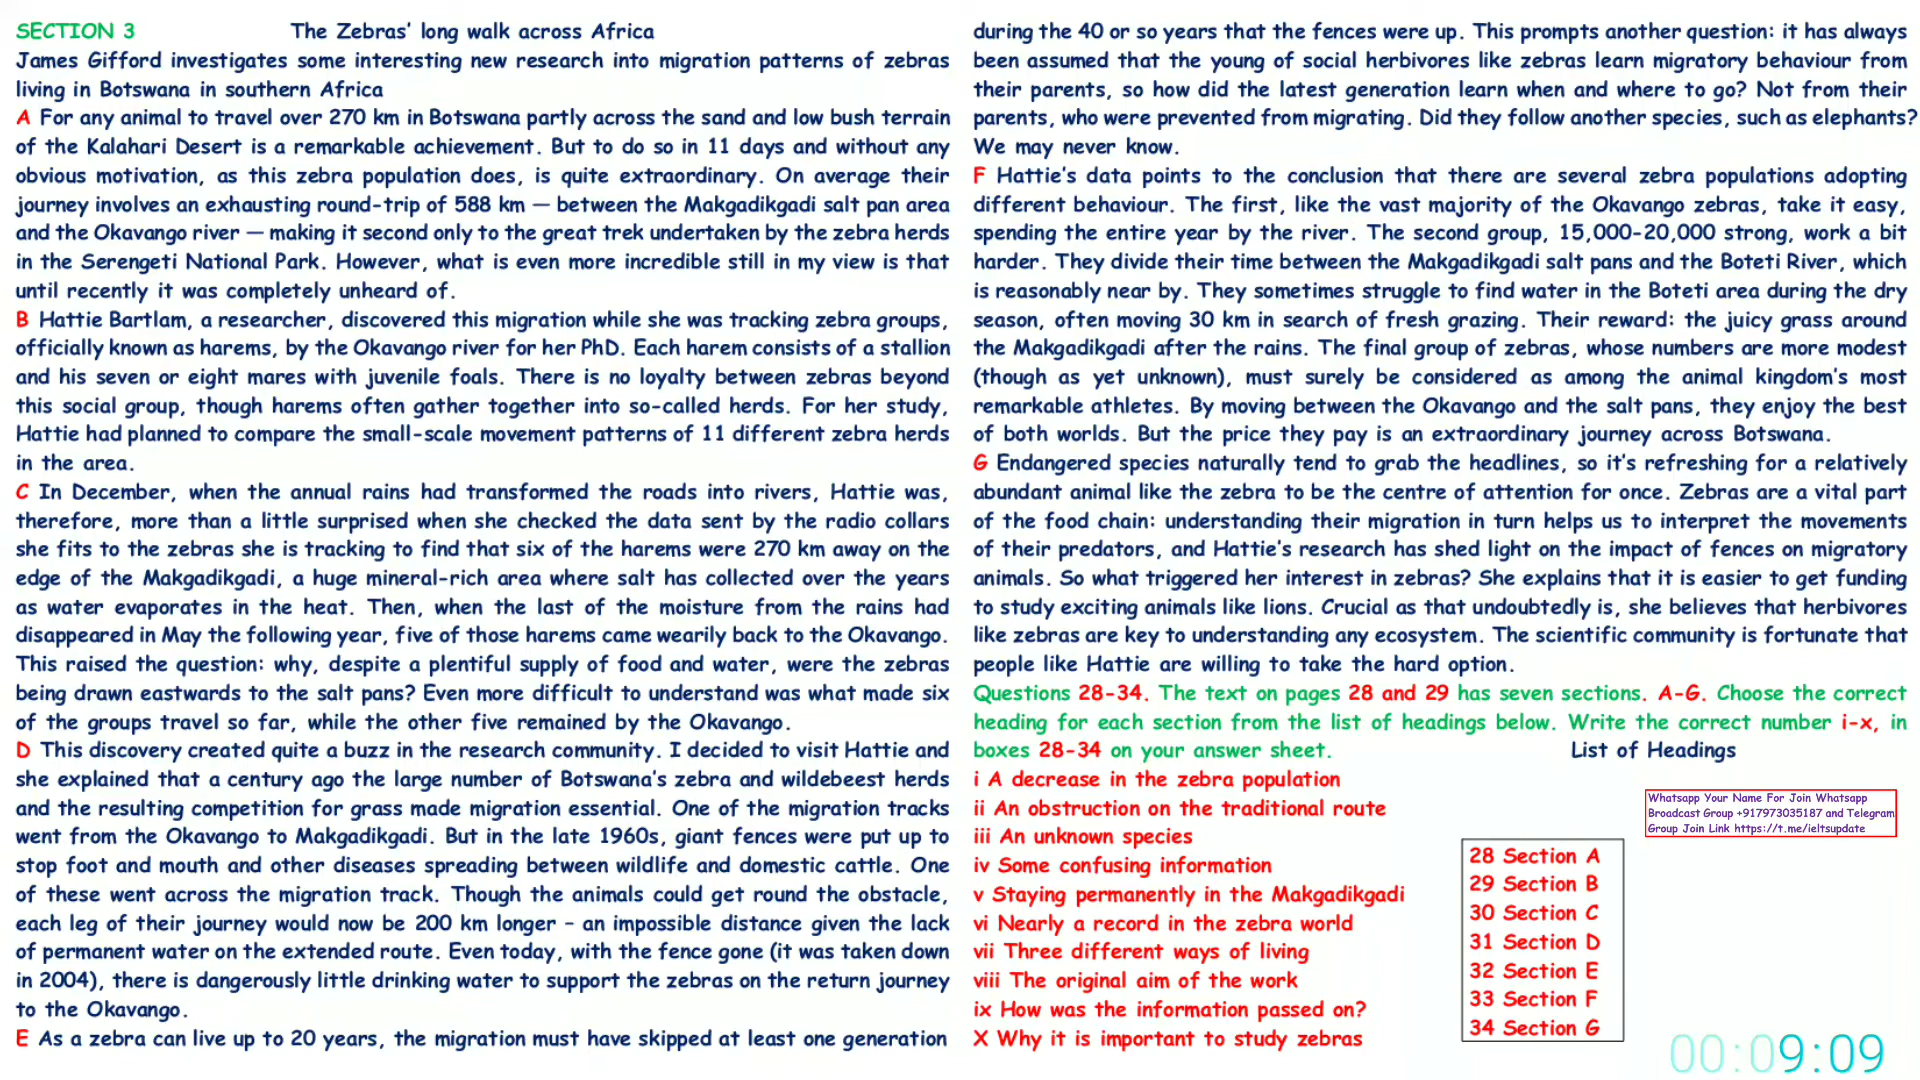 SECTION 3 The Zebras' long walk across Africa
James Gifford investigates some interesting new research into migration patterns of zebras
living in Botswana in southern Africa
A For any animal to travel over 270 km in Botswana partly across the sand and low bush terrain
of the Kalahari Desert is a remarkable achievement. But to do so in 11 days and without any
obvious motivation, as this zebra population does, is quite extraordinary. On average their
journey involves an exhausting round-trip of 588 km — between the Makgadikgadi salt pan area
and the Okavango river — making it second only to the great trek undertaken by the zebra herds
in the Serengeti National Park. However, what is even more incredible still in my view is that
until recently it was completely unheard of.
B Hattie Bartlam, a researcher, discovered this migration while she was tracking zebra groups,
officially known as harems, by the Okavango river for her PhD. Each harem consists of a stallion
and his seven or eight mares with juvenile foals. There is no loyalty between zebras beyond
this social group, though harems often gather together into so-called herds. For her study,
Hattie had planned to compare the small-scale movement patterns of 11 different zebra herds
in the area.
C In December, when the annual rains had transformed the roads into rivers, Hattie was,
therefore, more than a little surprised when she checked the data sent by the radio collars
she fits to the zebras she is tracking to find that six of the harems were 270 km away on the
edge of the Makgadikgadi, a huge mineral-rich area where salt has collected over the years
as water evaporates in the heat. Then, when the last of the moisture from the rains had
disappeared in May the following year, five of those harems came wearily back to the Okavango.
This raised the question: why, despite a plentiful supply of food and water, were the zebras
being drawn eastwards to the salt pans? Even more difficult to understand was what made six
of the groups travel so far, while the other five remained by the Okavango.
D This discovery created quite a buzz in the research community. I decided to visit Hattie and
she explained that a century ago the large number of Botswana's zebra and wildebeest herds
and the resulting competition for grass made migration essential. One of the migration tracks
went from the Okavango to Makgadikgadi. But in the late 1960s, giant fences were put up to
stop foot and mouth and other diseases spreading between wildlife and domestic cattle. One
of these went across the migration track. Though the animals could get round the obstacle,
each leg of their journey would now be 200 km longer – an impossible distance given the lack
of permanent water on the extended route. Even today, with the fence gone (it was taken down
in 2004), there is dangerously little drinking water to support the zebras on the return journey
to the Okavango.
E As a zebra can live up to 20 years, the migration must have skipped at least one generation
during the 40 or so years that the fences were up. This prompts another question: it has always
been assumed that the young of social herbivores like zebras learn migratory behaviour from
their parents, so how did the latest generation learn when and where to go? Not from their
parents, who were prevented from migrating. Did they follow another species, such as elephants?
We may never know.
F Hattie's data points to the conclusion that there are several zebra populations adopting
different behaviour. The first, like the vast majority of the Okavango zebras, take it easy,
spending the entire year by the river. The second group, 15,000-20,000 strong, work a bit
harder. They divide their time between the Makgadikgadi salt pans and the Boteti River, which
is reasonably near by. They sometimes struggle to find water in the Boteti area during the dry
season, often moving 30 km in search of fresh grazing. Their reward: the juicy grass around
the Makgadikgadi after the rains. The final group of zebras, whose numbers are more modest
(though as yet unknown), must surely be considered as among the animal kingdom's most
remarkable athletes. By moving between the Okavango and the salt pans, they enjoy the best
of both worlds. But the price they pay is an extraordinary journey across Botswana.
G Endangered species naturally tend to grab the headlines, so it's refreshing for a relatively
abundant animal like the zebra to be the centre of attention for once. Zebras are a vital part
of the food chain: understanding their migration in turn helps us to interpret the movements
of their predators, and Hattie's research has shed light on the impact of fences on migratory
animals. So what triggered her interest in zebras? She explains that it is easier to get funding
to study exciting animals like lions. Crucial as that undoubtedly is, she believes that herbivores
like zebras are key to understanding any ecosystem. The scientific community is fortunate that
people like Hattie are willing to take the hard option.
Questions 28-34. The text on pages 28 and 29 has seven sections. A-G. Choose the correct
heading for each section from the list of headings below. Write the correct number i-x, in
boxes 28-34 on your answer sheet. List of Headings
i A decrease in the zebra population
ii An obstruction on the traditional route
iii An unknown species
iv Some confusing information
v Staying permanently in the Makgadikgadi
vi Nearly a record in the zebra world
vii Three different ways of living
viii The original aim of the work
ix How was the information passed on?
X Why it is important to study zebras
Whatsapp Your Name For Join Whatsapp
Broadcast Group +917973035187 and Telegram
Group Join Link https://t.me/ieltsupdate
28 Section A
29 Section B
30 Section C
31 Section D
32 Section E
33 Section F
34 Section G
00:09:09